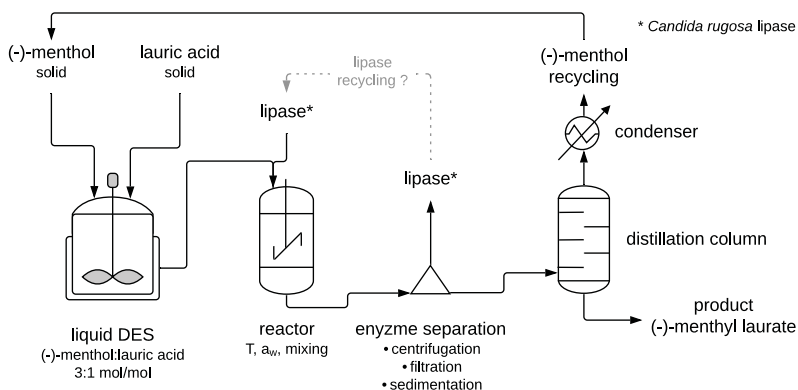 * Candida rugosa lipase
(-)-menthol
solid
lauric acid
solid
lipase
recycling ?
(-)-menthol
recycling
lipase*
condenser
lipase*
distillation column
liquid DES
(-)-menthol:lauric acid
3:1 mol/mol
reactor
T, aw, mixing
enyzme separation
• centrifugation
• filtration
• sedimentation
product
(-)-menthyl laurate